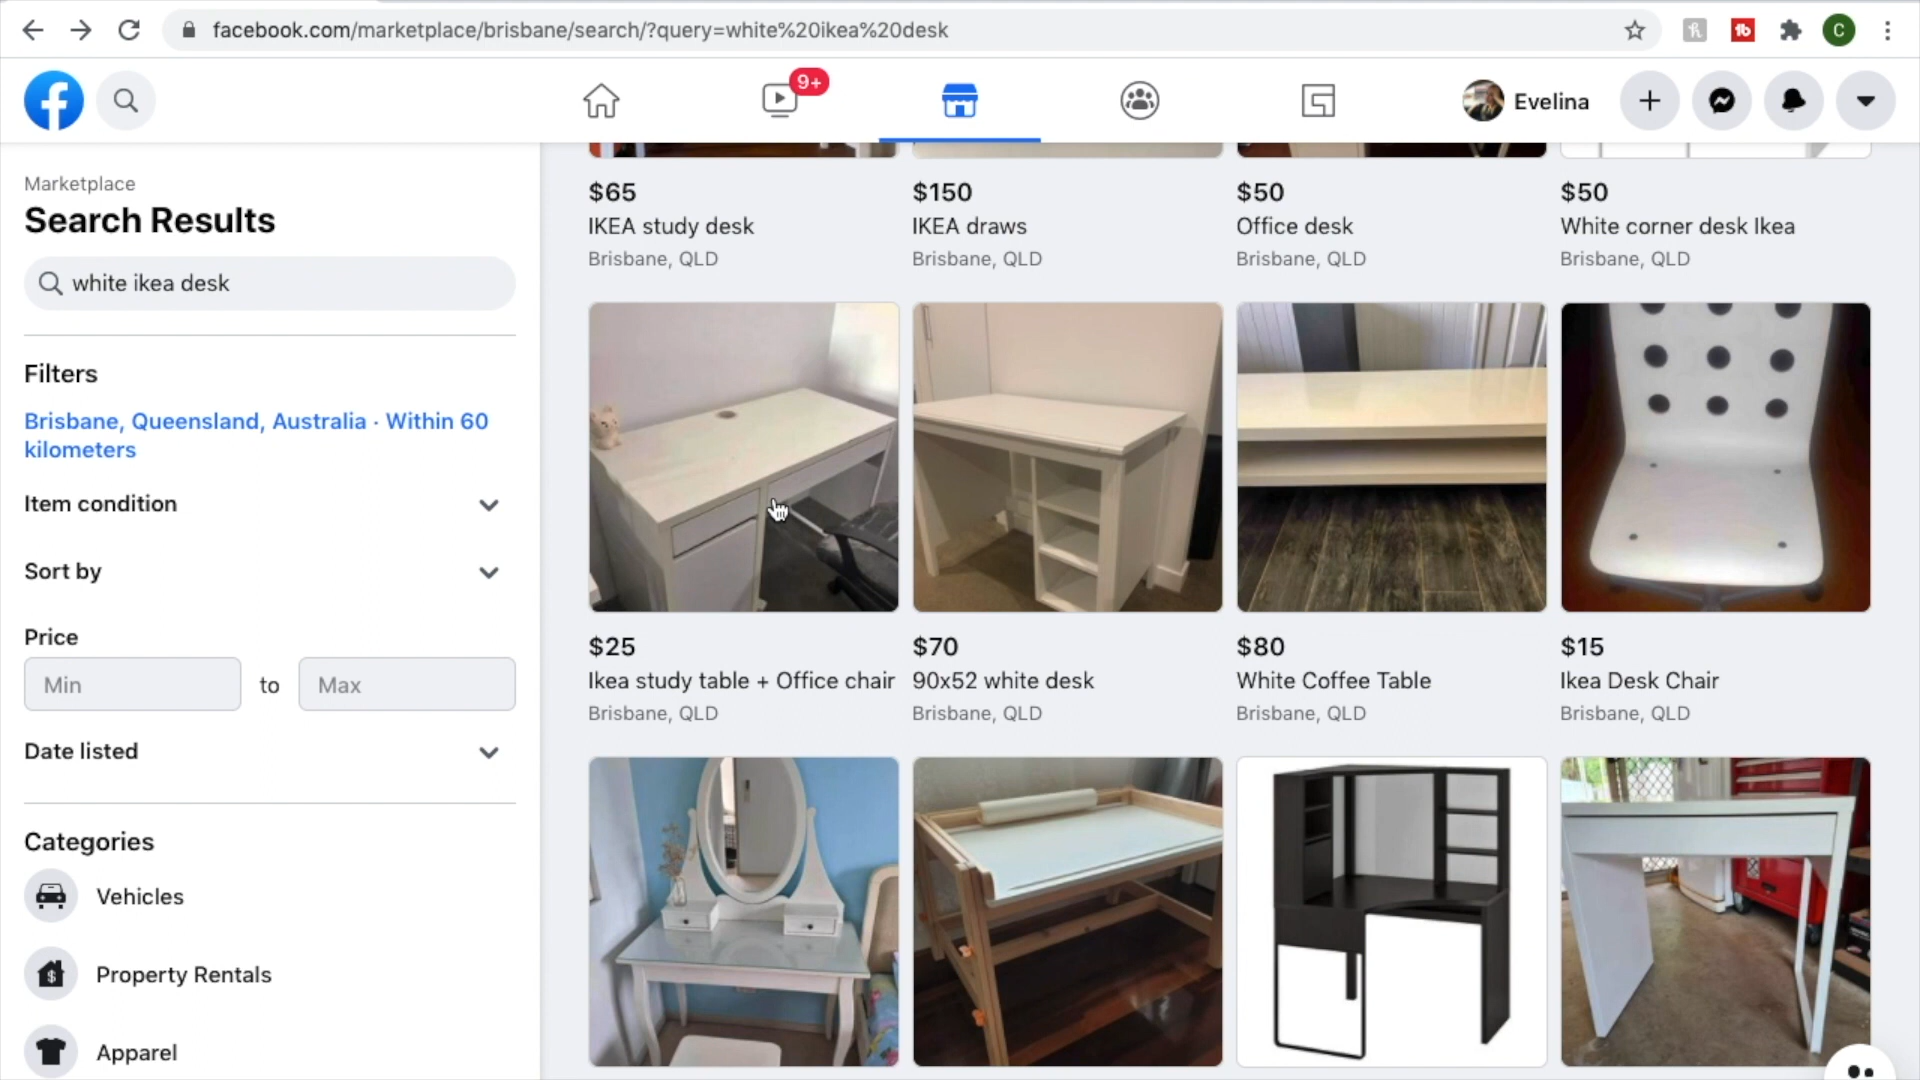 facebook.com/marketplace/brisbane/search/?query=white%20ikea%20desk
C
9+
Evelina
Marketplace
Search Results
white ikea desk
Filters
Brisbane, Queensland, Australia · Within 60
kilometers
Item condition
Sort by
Price
Min
to
Max
Date listed
Categories
Vehicles
Property Rentals
Apparel
$65
IKEA study desk
Brisbane, QLD
$150
IKEA draws
Brisbane, QLD
$50
Office desk
Brisbane, QLD
$50
White corner desk Ikea
Brisbane, QLD
$25
Ikea study table + Office chair
Brisbane, QLD
$70
90x52 white desk
Brisbane, QLD
$80
White Coffee Table
Brisbane, QLD
$15
Ikea Desk Chair
Brisbane, QLD